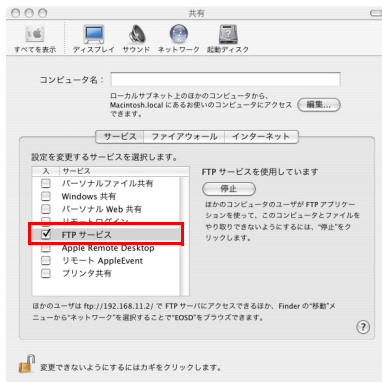 共有
すべてを表示 ディスプレイ サウンド ネットワーク 起動ディスク
コンピュータ名：
ローカルサブネット上のほかのコンピュータから、
Macintosh.local にあるお使いのコンピュータにアクセス
できます。
編集...
サービス ファイアウォール インターネット
設定を変更するサービスを選択します。
入 サービス
パーソナルファイル共有
Windows 共有
パーソナル Web 共有
リモートログイン
FTP サービス
Apple Remote Desktop
リモート AppleEvent
プリンタ共有
FTP サービスを使用しています
停止
ほかのコンピュータのユーザが FTP アプリケー
ションを使って、このコンピュータとファイルを
やり取りできないようにするには、“停止”をク
リックします。
ほかのユーザは ftp://192.168.11.2/ で FTP サーバにアクセスできるほか、Finder の“移動”メ
ニューから“ネットワーク”を選択することで“EOSD”をブラウズできます。
?
変更できないようにするにはカギをクリックします。